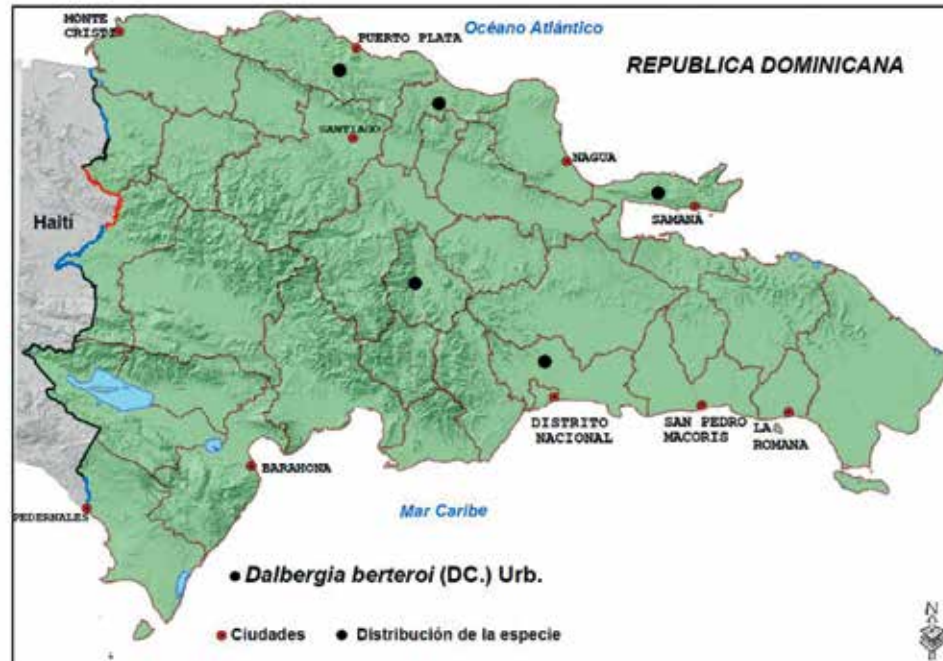 MONTE
CRISTI
PUERTO PLATA
Océano Atlántico
REPUBLICA DOMINICANA
SANTIAGO
NAGUA
Haití
SAMANÁ
DISTRITO
NACIONAL
SAN PEDRO
MACORIS
LA
ROMANA
BARAHONA
PEDERNALES
Mar Caribe
Dalbergia berteroi (DC.) Urb.
Ciudades
Distribución de la especie
N